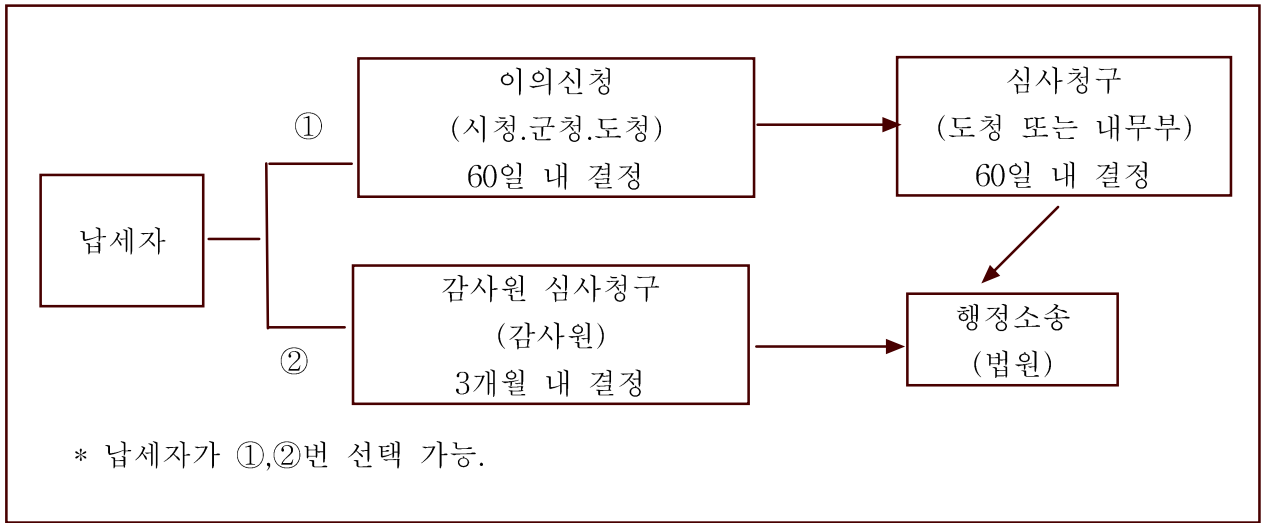 납세자
①
이의신청
(시청.군청.도청)
60일 내 결정
심사청구
(도청 또는 내무부)
60일 내 결정
②
감사원 심사청구
(감사원)
3개월 내 결정
행정소송
(법원)
* 납세자가 ①,②번 선택 가능.